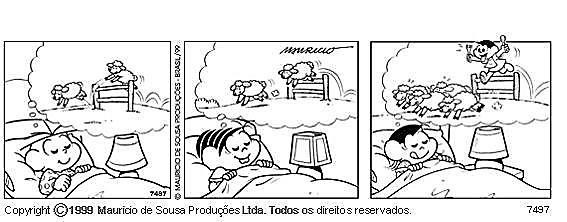 © MAURICIO DE SOUSA PRODUÇÕES - BRASIL/99
MAURICIO
7497
Copyright ©1999 Mauricio de Sousa Produções Ltda. Todos os direitos reservados.
7497